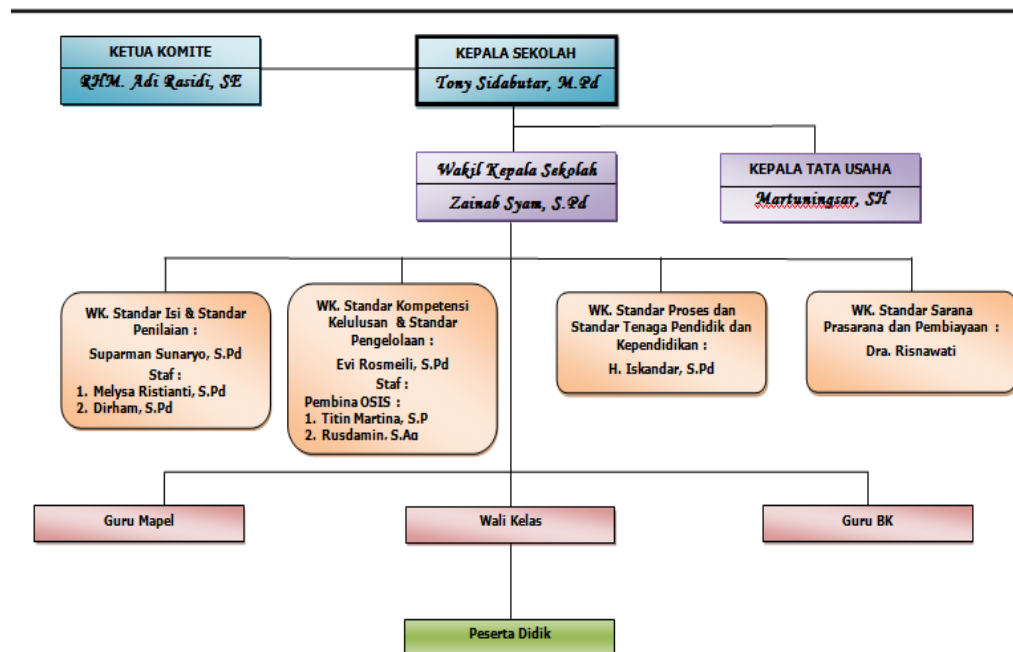 KETUA KOMITE
RHM. Adi Rasidi, SE
KEPALA SEKOLAH
Tony Sidabutar, M.Pd
Wakil Kepala Sekolah
Zainab Syam, S.Pd
KEPALA TATA USAHA
Martuningsar, SH
WK. Standar Isi & Standar
Penilaian :
Suparman Sunaryo, S.Pd
Staf :
1. Melysa Ristianti, S.Pd
2. Dirham, S.Pd
WK. Standar Kompetensi
Kelulusan & Standar
Pengelolaan :
Evi Rosmeili, S.Pd
Staf :
Pembina OSIS :
1. Titin Martina, S.P
2. Rusdamin, S.Ag
WK. Standar Proses dan
Standar Tenaga Pendidik dan
Kependidikan :
H. Iskandar, S.Pd
WK. Standar Sarana
Prasarana dan Pembiayaan :
Dra. Risnawati
Guru Mapel
Wali Kelas
Guru BK
Peserta Didik